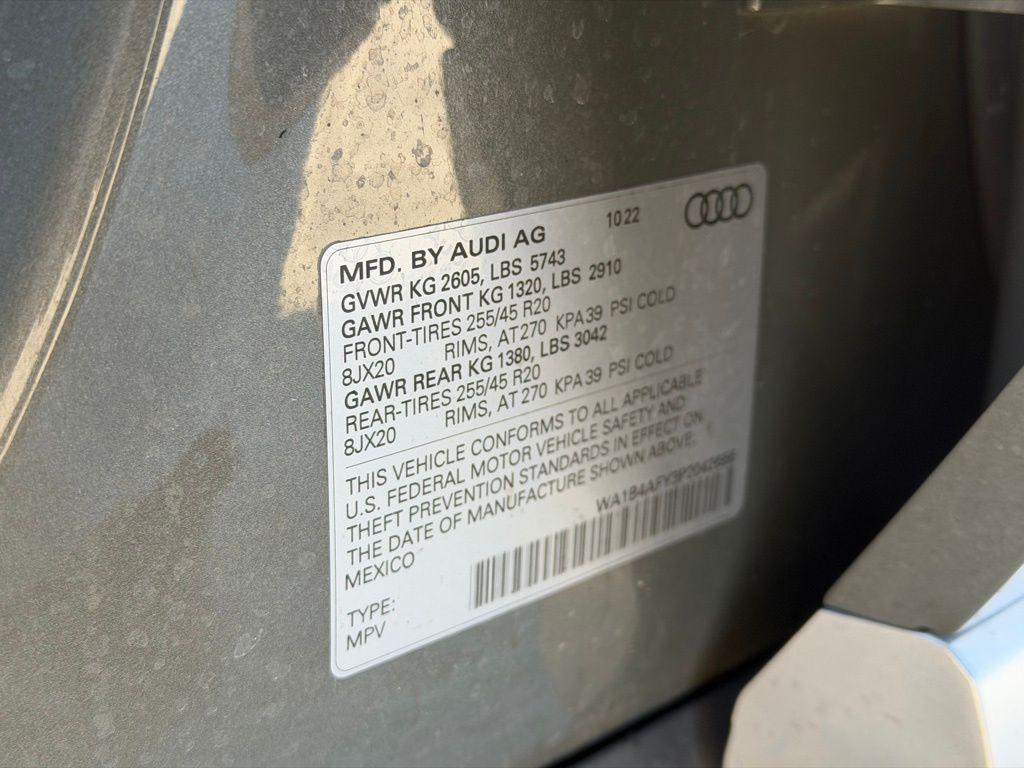 MFD. BY AUDI AG 10 22
GVWR KG 2605, LBS 5743
GAWR FRONT KG 1320, LBS 2910
FRONT-TIRES 255/45 R20
8JX20 RIMS, AT 270 KPA 39 PSI COLD
GAWR REAR KG 1380, LBS 3042
REAR-TIRES 255/45 R20
8JX20 RIMS, AT 270 KPA 39 PSI COLD
THIS VEHICLE CONFORMS TO ALL APPLICABLE
U.S. FEDERAL MOTOR VEHICLE SAFETY AND
THEFT PREVENTION STANDARDS IN EFFECT ON
THE DATE OF MANUFACTURE SHOWN ABOVE.
MEXICO
WA1B4AFY3P2042686
TYPE:
MPV